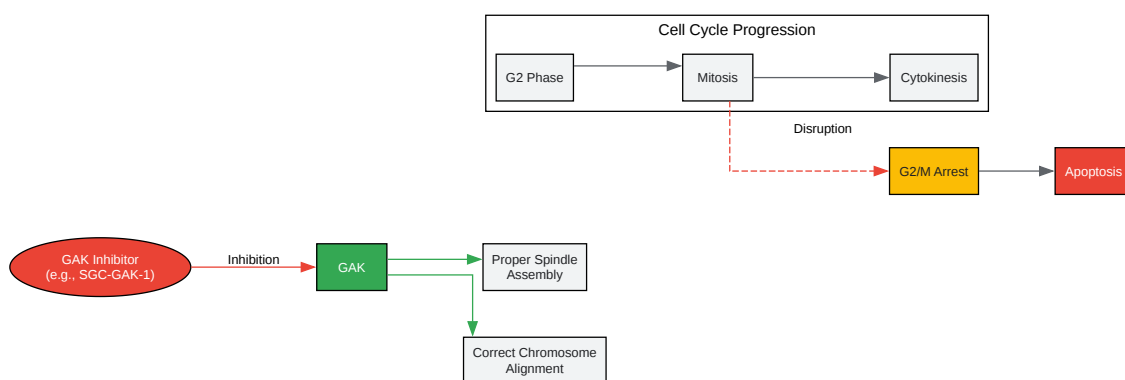 Cell Cycle Progression
G2 Phase
Mitosis
Cytokinesis
Disruption
G2/M Arrest
Apoptosis
GAK Inhibitor
(e.g., SGC-GAK-1)
Inhibition
GAK
Proper Spindle
Assembly
Correct Chromosome
Alignment